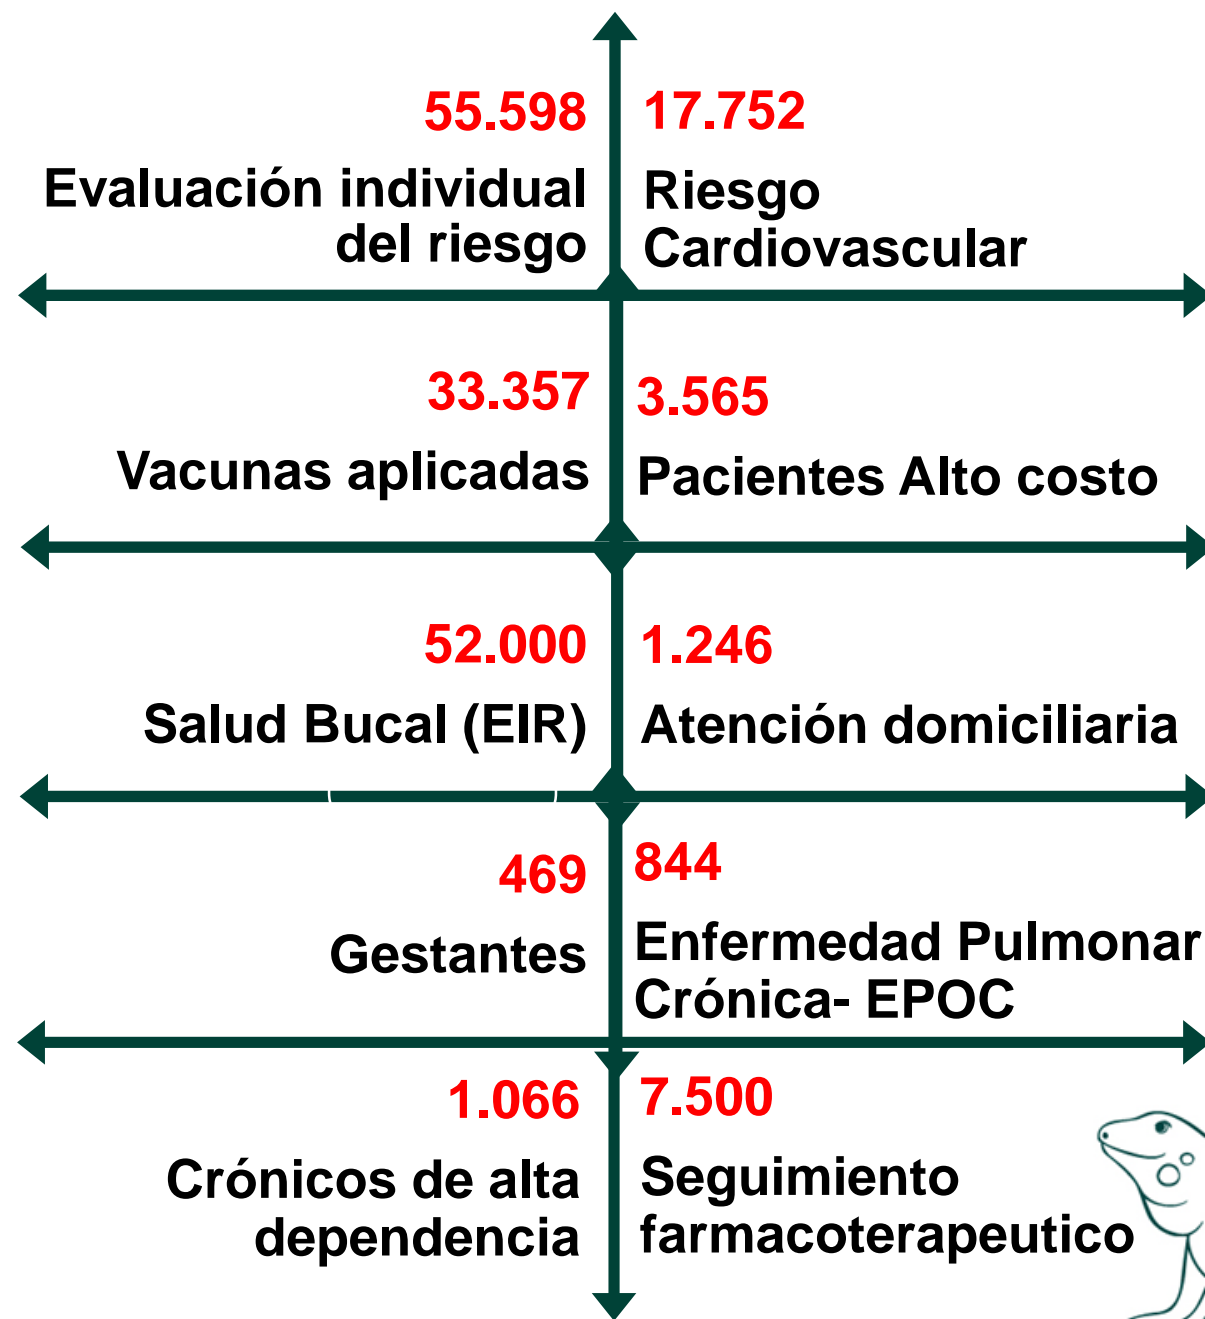 55.598
Evaluación individual
del riesgo
17.752
Riesgo
Cardiovascular
33.357
Vacunas aplicadas
3.565
Pacientes Alto costo
52.000
Salud Bucal (EIR)
1.246
Atención domiciliaria
469
Gestantes
844
Enfermedad Pulmonar
Crónica- EPOC
1.066
Crónicos de alta
dependencia
7.500
Seguimiento
farmacoterapeutico